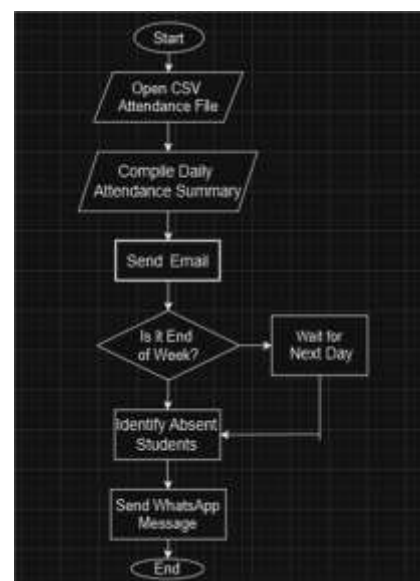 Start
Open CSV
Attendance File
Compile Daily
Attendance Summary
Send Email
Is it End
of Week?
Wait for
Next Day
Identify Absent
Students
Send WhatsApp
Message
End